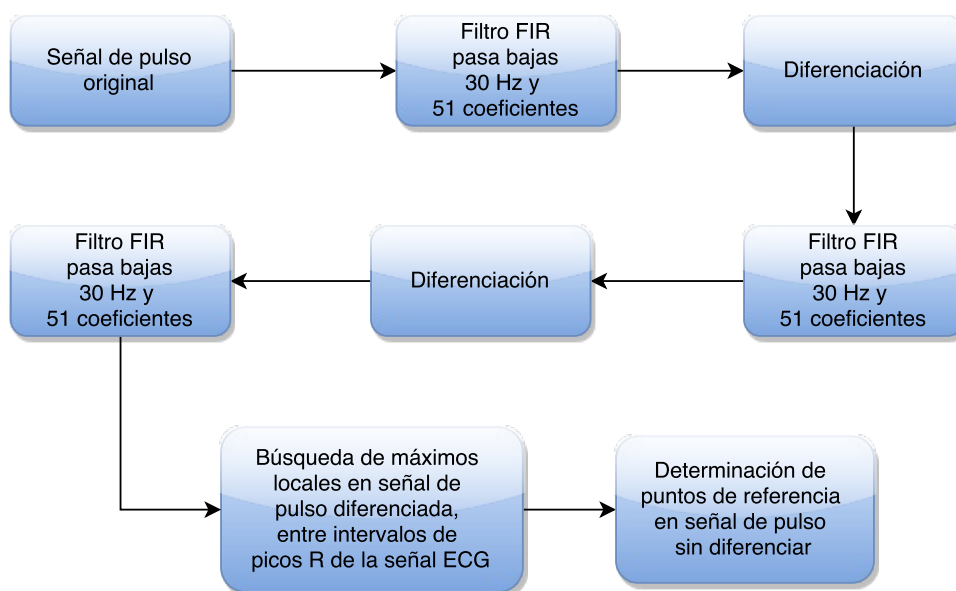 Señal de pulso
original
Filtro FIR
pasa bajas
30 Hz y
51 coeficientes
Diferenciación
Filtro FIR
pasa bajas
30 Hz y
51 coeficientes
Diferenciación
Filtro FIR
pasa bajas
30 Hz y
51 coeficientes
Búsqueda de máximos
locales en señal de
pulso diferenciada,
entre intervalos de
picos R de la señal ECG
Determinación de
puntos de referencia
en señal de pulso
sin diferenciar